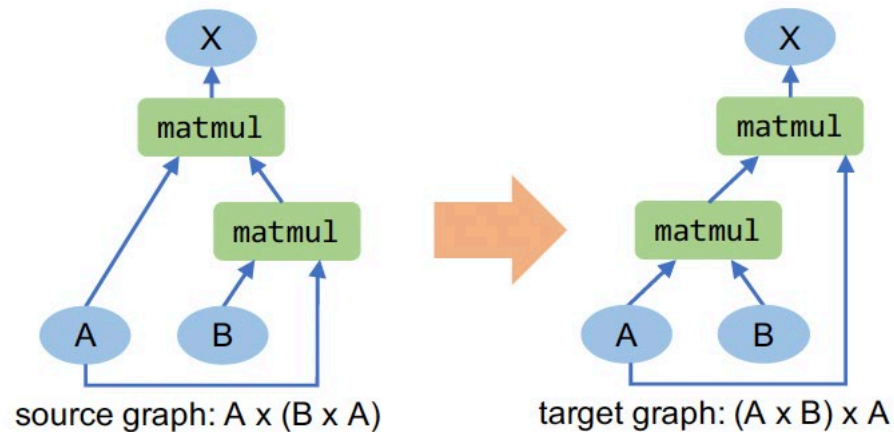 X
X
matmul
matmul
matmul
matmul
A
B
A
B
source graph: A x (B x A)
target graph: (A x B) x A